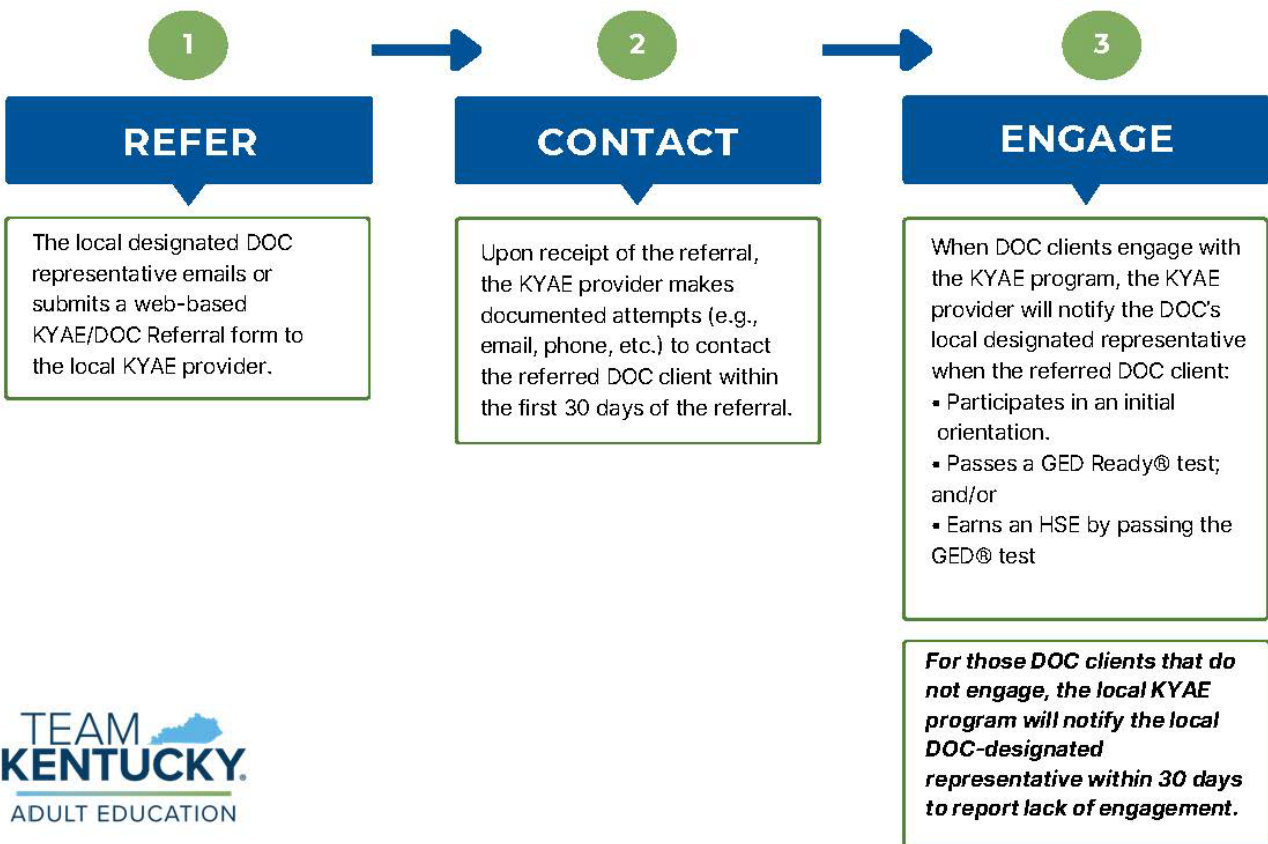 1
REFER
The local designated DOC
representative emails or
submits a web-based
KYAE/DOC Referral form to
the local KYAE provider.
2
CONTACT
Upon receipt of the referral,
the KYAE provider makes
documented attempts (e.g.,
email, phone, etc.) to contact
the referred DOC client within
the first 30 days of the referral.
3
ENGAGE
When DOC clients engage with
the KYAE program, the KYAE
provider will notify the DOC's
local designated representative
when the referred DOC client:
▪ Participates in an initial
orientation.
▪ Passes a GED Ready® test;
and/or
▪ Earns an HSE by passing the
GED® test
For those DOC clients that do
not engage, the local KYAE
program will notify the local
DOC-designated
representative within 30 days
to report lack of engagement.
TEAM
KENTUCKY®
ADULT EDUCATION